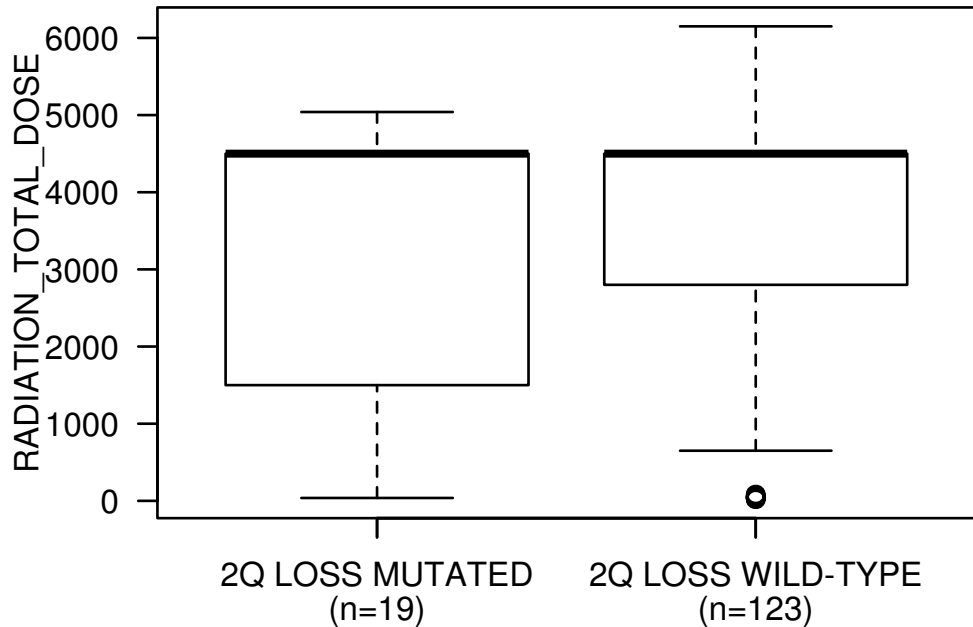 RADIATION_TOTAL_DOSE
6000
5000
4000
3000
2000
1000
0
2Q LOSS MUTATED
(n=19)
2Q LOSS WILD-TYPE
(n=123)